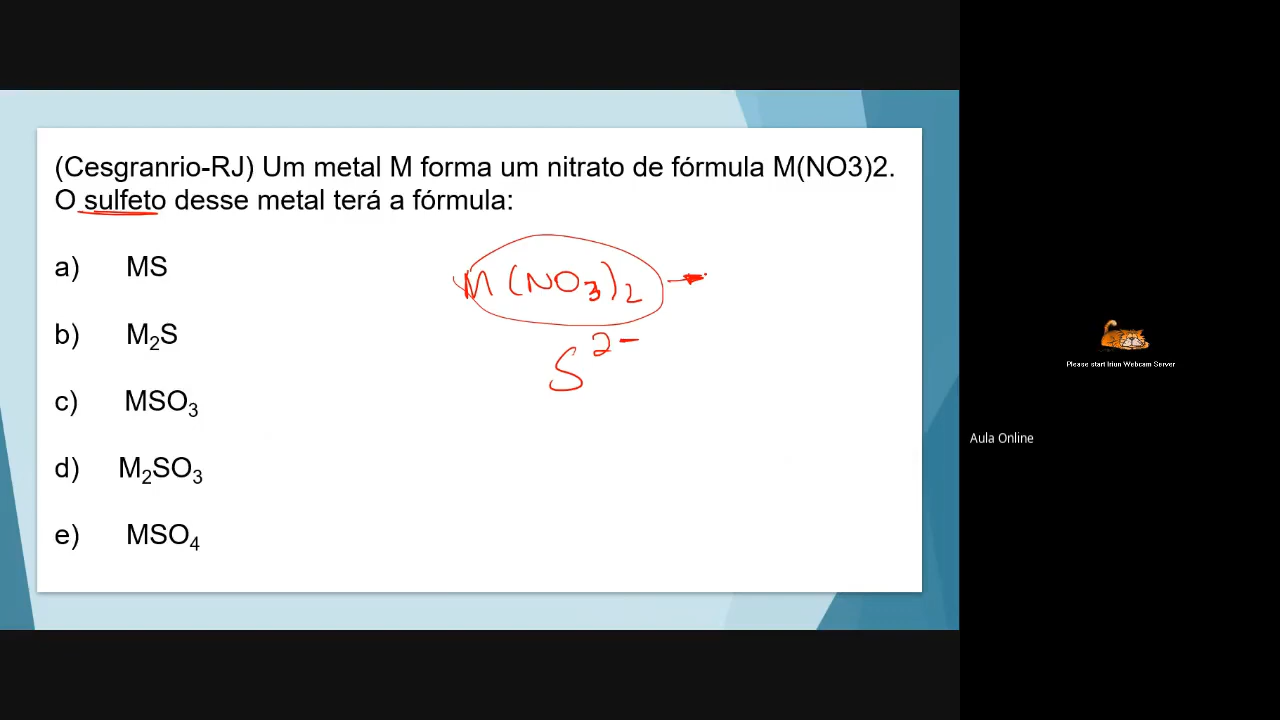 (Cesgranrio-RJ) Um metal M forma um nitrato de fórmula M(NO3)2.
O sulfeto desse metal terá a fórmula:
a) MS
b) M₂S
c) MSO₃
d) M₂SO₃
e) MSO₄
M(NO₃)₂ →
S²⁻
Please start Iriun Webcam Server
Aula Online